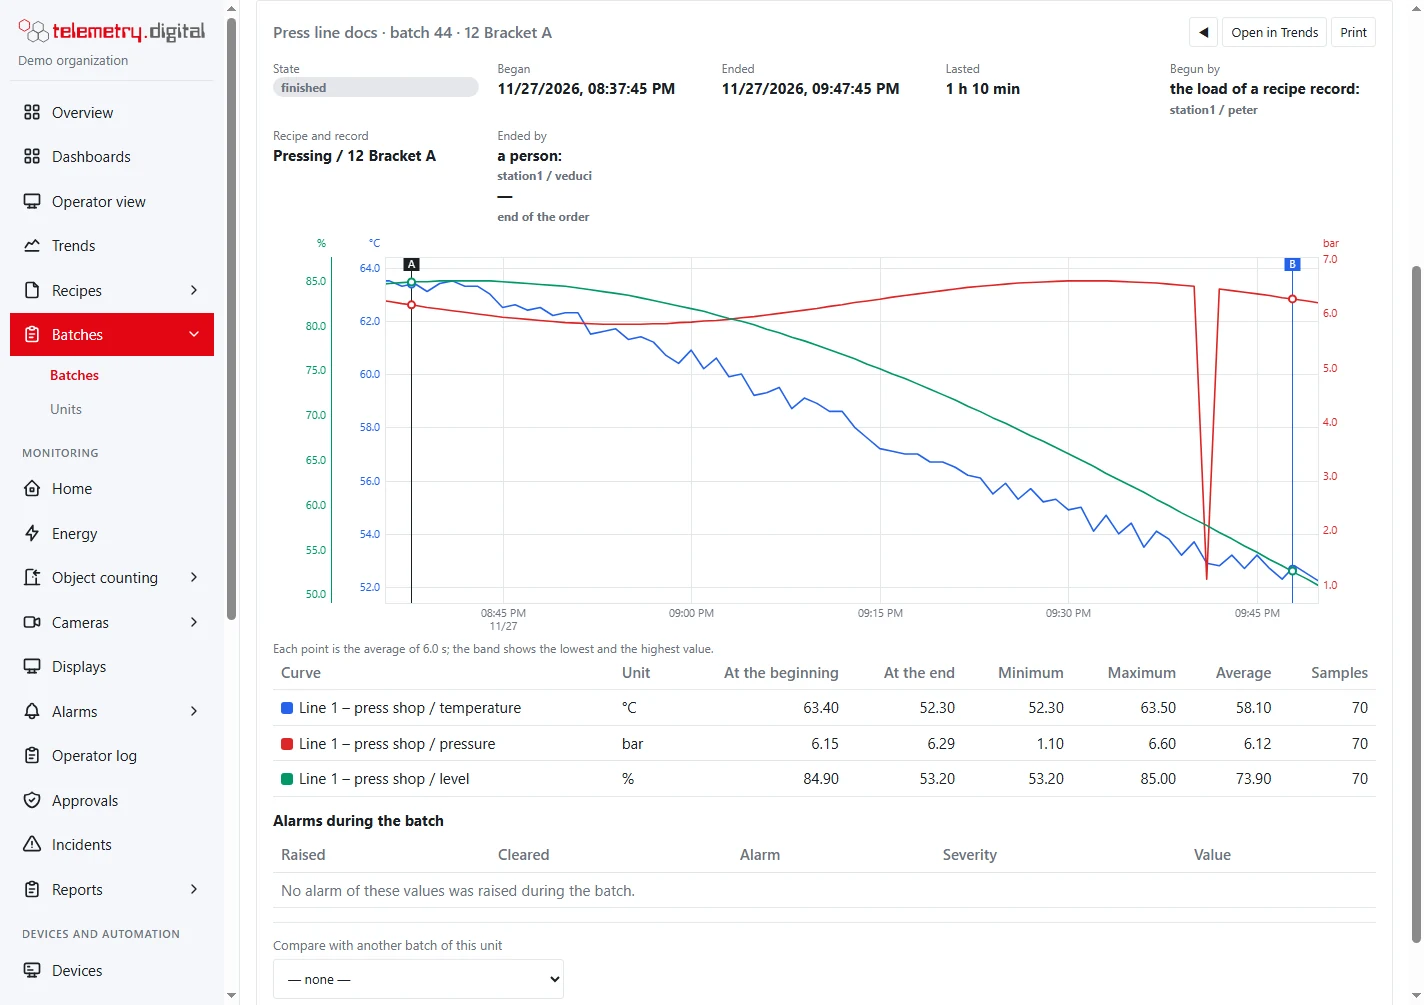 telemetry.digital
Demo organization
Overview
Dashboards
Operator view
Trends
Recipes
Batches
Batches
Units
MONITORING
Home
Energy
Object counting
Cameras
Displays
Alarms
Operator log
Approvals
Incidents
Reports
DEVICES AND AUTOMATION
Devices
Press line docs · batch 44 · 12 Bracket A
◀ Open in Trends Print
State Began Ended Lasted Begun by
finished 11/27/2026, 08:37:45 PM 11/27/2026, 09:47:45 PM 1 h 10 min the load of a recipe record:
station1 / peter
Recipe and record Ended by
Pressing / 12 Bracket A a person:
station1 / veduci
—
end of the order
% °C bar
A B
85.0 80.0 75.0 70.0 65.0 60.0 55.0 50.0
64.0 62.0 60.0 58.0 56.0 54.0 52.0
7.0 6.0 5.0 4.0 3.0 2.0 1.0
08:45 PM 09:00 PM 09:15 PM 09:30 PM 09:45 PM
11/27
Each point is the average of 6.0 s; the band shows the lowest and the highest value.
Curve Unit At the beginning At the end Minimum Maximum Average Samples
Line 1 – press shop / temperature °C 63.40 52.30 52.30 63.50 58.10 70
Line 1 – press shop / pressure bar 6.15 6.29 1.10 6.60 6.12 70
Line 1 – press shop / level % 84.90 53.20 53.20 85.00 73.90 70
Alarms during the batch
Raised Cleared Alarm Severity Value
No alarm of these values was raised during the batch.
Compare with another batch of this unit
— none —